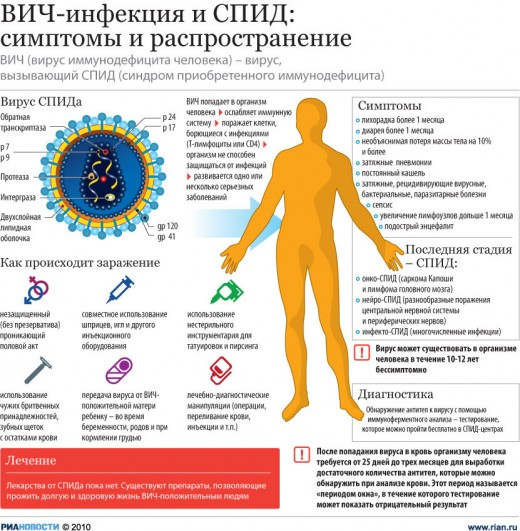 ВИЧ-инфекция и СПИД:
симптомы и распространение
ВИЧ (вирус иммунодефицита человека) – вирус,
вызывающий СПИД (синдром приобретенного иммунодефицита)
Вирус СПИДа
Обратная
транскриптаза
p 7
p 9
Протеаза
Интеграза
Двухслойная
липидная
оболочка
p 24
p 17
gp 120
gp 41
ВИЧ попадает в организм
человека ослабляет иммунную
систему поражает клетки,
борющиеся с инфекциями
(Т-лимфоциты или CD4)
организм не способен
защищаться от инфекций
развивается одно или
несколько серьезных
заболеваний
Симптомы
лихорадка более 1 месяца
диарея более 1 месяца
необъяснимая потеря массы тела на 10%
и более
затяжные пневмонии
постоянный кашель
затяжные, рецидивирующие вирусные,
бактериальные, паразитарные болезни
сепсис
увеличение лимфоузлов дольше 1 месяца
подострый энцефалит
Последняя стадия
– СПИД:
онко-СПИД (саркома Капоши
и лимфома головного мозга)
нейро-СПИД (разнообразные поражения
центральной нервной системы
и периферических нервов)
инфекто-СПИД (многочисленные инфекции)
! Вирус может существовать в организме
человека в течение 10-12 лет
бессимптомно
Диагностика
Обнаружение антител к вирусу с помощью
иммуноферментного анализа – тестирование,
которое можно пройти бесплатно в СПИД-центрах
Как происходит заражение
незащищенный
(без презерватива)
проникающий
половой акт
совместное использование
шприцев, игл и другого
инъекционного
оборудования
использование
нестерильного
инструментария для
татуировки и пирсинга
использование
чужих бритвенных
принадлежностей,
зубных щеток
с остатками крови
передача вируса от ВИЧ-
положительной матери
ребенку – во время
беременности, родов и при
кормлении грудью
лечебно-диагностические
манипуляции (операции,
переливание крови,
инъекции и т.п.)
Лечение
Лекарства от СПИДа пока нет. Существуют препараты, позволяющие
прожить долгую и здоровую жизнь ВИЧ-положительным людям
! После попадания вируса в кровь организму человека
требуется от 25 дней до трех месяцев для выработки
достаточного количества антител, которые можно
обнаружить при анализе крови. Этот период называется
«периодом окна», в течение которого тестирование
может показать отрицательный результат
РИАНОВОСТИ © 2010
www.rian.ru